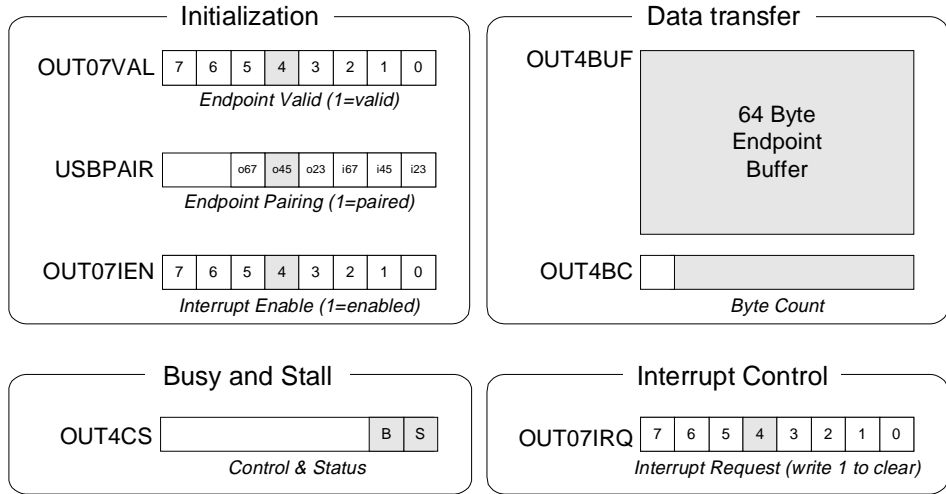 Initialization
OUT07VAL 7 6 5 4 3 2 1 0
Endpoint Valid (1=valid)
USBPAIR o67 o45 o23 i67 i45 i23
Endpoint Pairing (1=paired)
OUT07IEN 7 6 5 4 3 2 1 0
Interrupt Enable (1=enabled)
Data transfer
OUT4BUF
64 Byte
Endpoint
Buffer
OUT4BC
Byte Count
Busy and Stall
OUT4CS B S
Control & Status
Interrupt Control
OUT07IRQ 7 6 5 4 3 2 1 0
Interrupt Request (write 1 to clear)